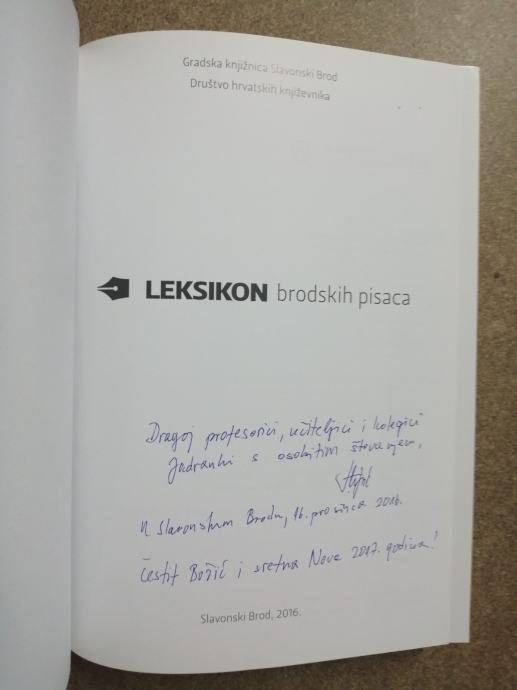 Gradska knjižnica Slavonski Brod
Društvo hrvatskih književnika
LEKSIKON brodskih pisaca
Dragoj profesorici, učiteljici i kolegici
Jadranki s osobitim štovanjem,
U Slavonskom Brodu, 16. prosinca 2016.
Čestit Božić i sretna Nova 2017. godina!
Slavonski Brod, 2016.